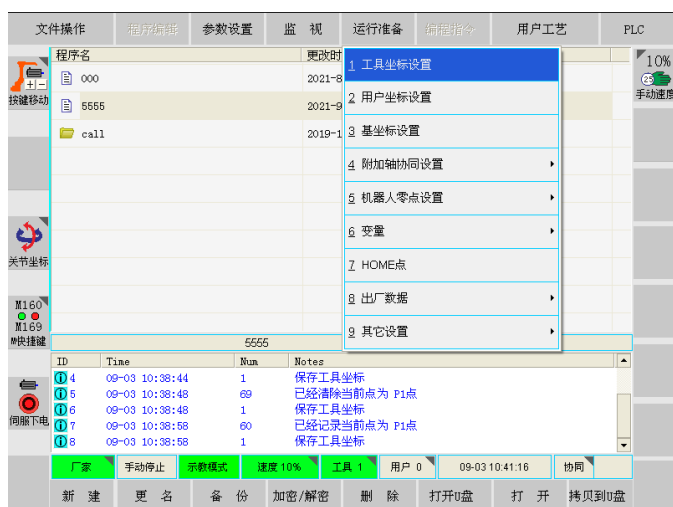 文件操作 程序编辑 参数设置 监 视 运行准备 编程指令 用户工艺 PLC
程序名 更改时
000 2021-8
5555 2021-9
call 2019-1
1 工具坐标设置
2 用户坐标设置
3 基坐标设置
4 附加轴协同设置
5 机器人零点设置
6 变量
7 HOME点
8 出厂数据
9 其它设置
按键移动
关节坐标
M160
M169
M快捷键
伺服下电
10%
手动速度
5555
ID Time Num Notes
4 09-03 10:38:44 1 保存工具坐标
5 09-03 10:38:48 69 已经清除当前点为 P1点
6 09-03 10:38:48 1 保存工具坐标
7 09-03 10:38:58 60 已经记录当前点为 P1点
8 09-03 10:38:58 1 保存工具坐标
厂家 手动停止 示教模式 速度 10% 工具 1 用户 0 09-03 10:41:16 协同
新 建 更 名 备 份 加密/解密 删 除 打开U盘 打 开 拷贝到U盘